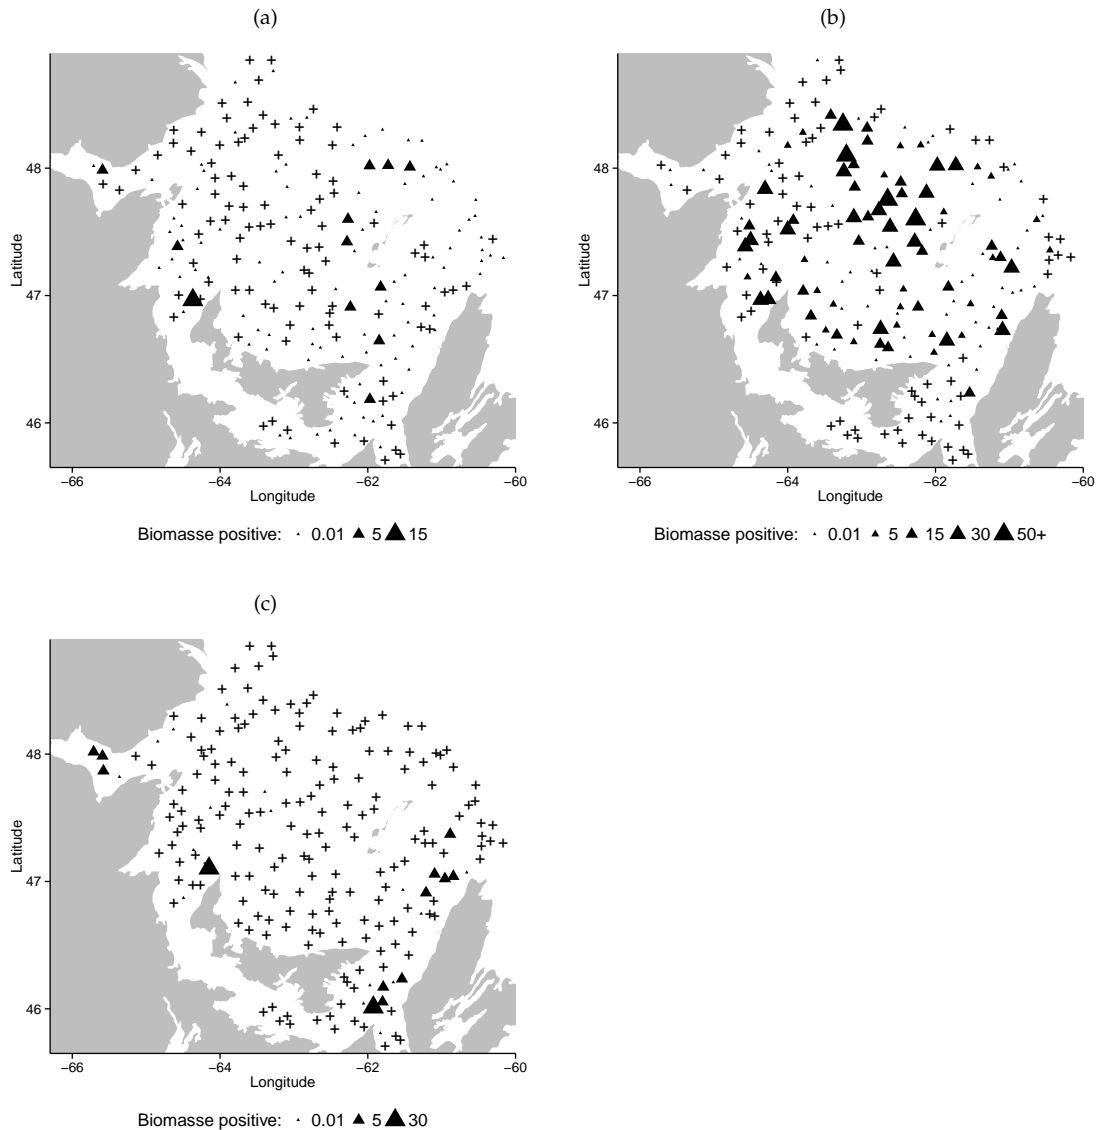 (a)
48
47
46
Latitude
−66
−64
−62
−60
Longitude
Biomasse positive: 0.01 5 15
(b)
48
47
46
Latitude
−66
−64
−62
−60
Longitude
Biomasse positive: 0.01 5 15 30 50+
(c)
48
47
46
Latitude
−66
−64
−62
−60
Longitude
Biomasse positive: 0.01 5 30